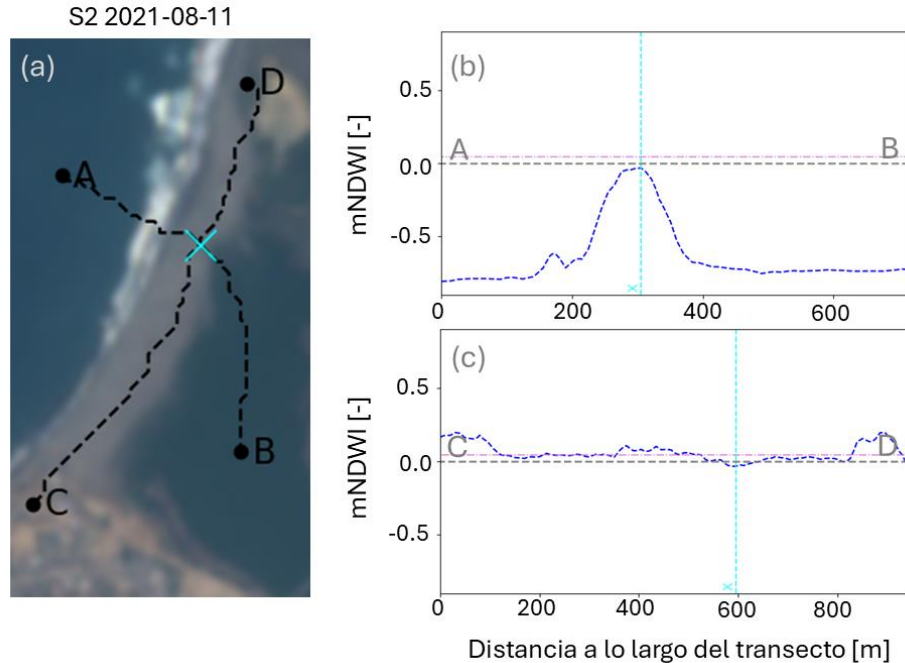 S2 2021-08-11
(a)
D
A
B
C
(b)
mNDWI [-]
0.5
0.0
-0.5
A
B
0
200
400
600
(c)
mNDWI [-]
0.5
0.0
-0.5
C
D
0
200
400
600
800
Distancia a lo largo del transecto [m]